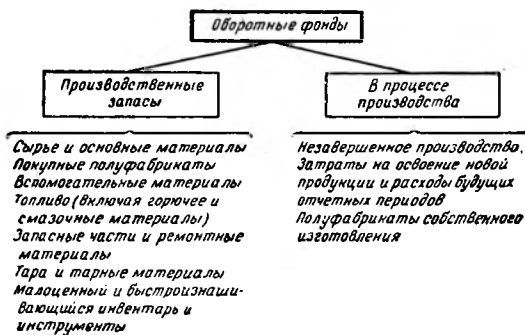 Оборотные фонды
Производственные
запасы
В процессе
производства
Сырье и основные материалы
Покупные полуфабрикаты
Вспомогательные материалы
Топливо (включая горючее и
смазочные материалы)
Запасные части и ремонтные
материалы
Тара и тарные материалы
Малоценный и быстроизнаши-
вающийся инвентарь и
инструменты
Незавершенное производство,
Затраты на освоение новой
продукции и расходы будущих
отчетных периодов
Полуфабрикаты собственного
изготовления